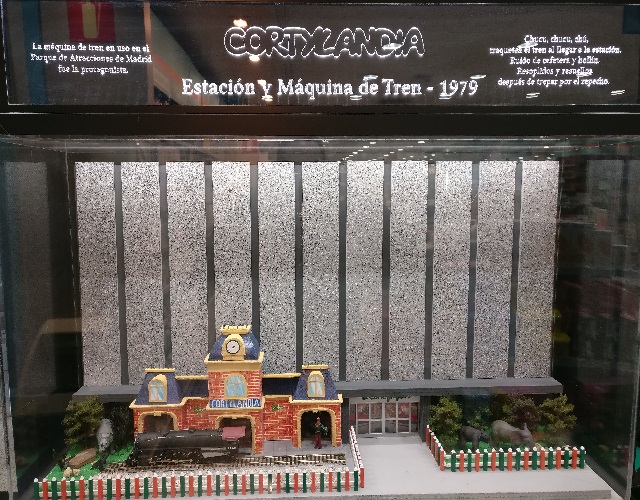 La máquina de tren en uso en el
Parque de Atracciones de Madrid
fue la protagonista.
CORTYLANDIA
Estación y Máquina de Tren - 1979
Chucu, chucu, chú,
traquetea el tren al llegar a la estación.
Ruido de cafetera y hollín.
Resoplidos y resuellos
después de trepar por el repecho.
CORTYLANDIA